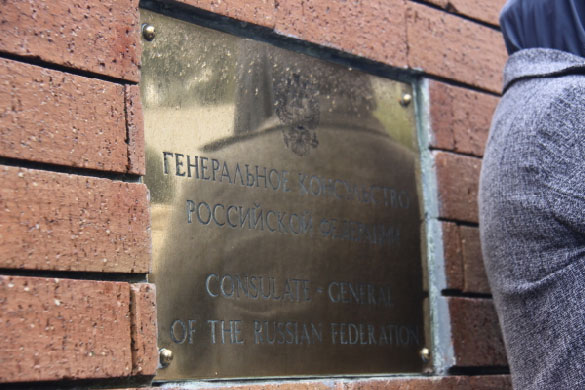 ГЕНЕРАЛЬНОЕ КОНСУЛЬСТВО
РОССИЙСКОЙ ФЕДЕРАЦИИ
CONSULATE - GENERAL
OF THE RUSSIAN FEDERATION